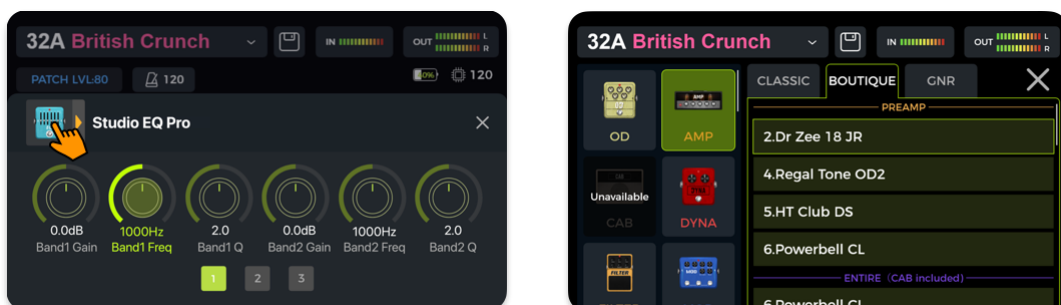 32A British Crunch
IN
OUT
L
R
PATCH LVL:80
120
60%
120
Studio EQ Pro
0.0dB
1000Hz
2.0
0.0dB
1000Hz
2.0
Band1 Gain
Band1 Freq
Band1 Q
Band2 Gain
Band2 Freq
Band2 Q
1
2
3
32A British Crunch
IN
OUT
L
R
CLASSIC
BOUTIQUE
GNR
PREAMP
OD
AMP
AMP
2.Dr Zee 18 JR
4.Regal Tone OD2
Unavailable
CAB
DYNA
DYNA
5.HT Club DS
6.Powerbell CL
FILTER
MOD
ENTIRE（CAB included）
6.Powerbell CL